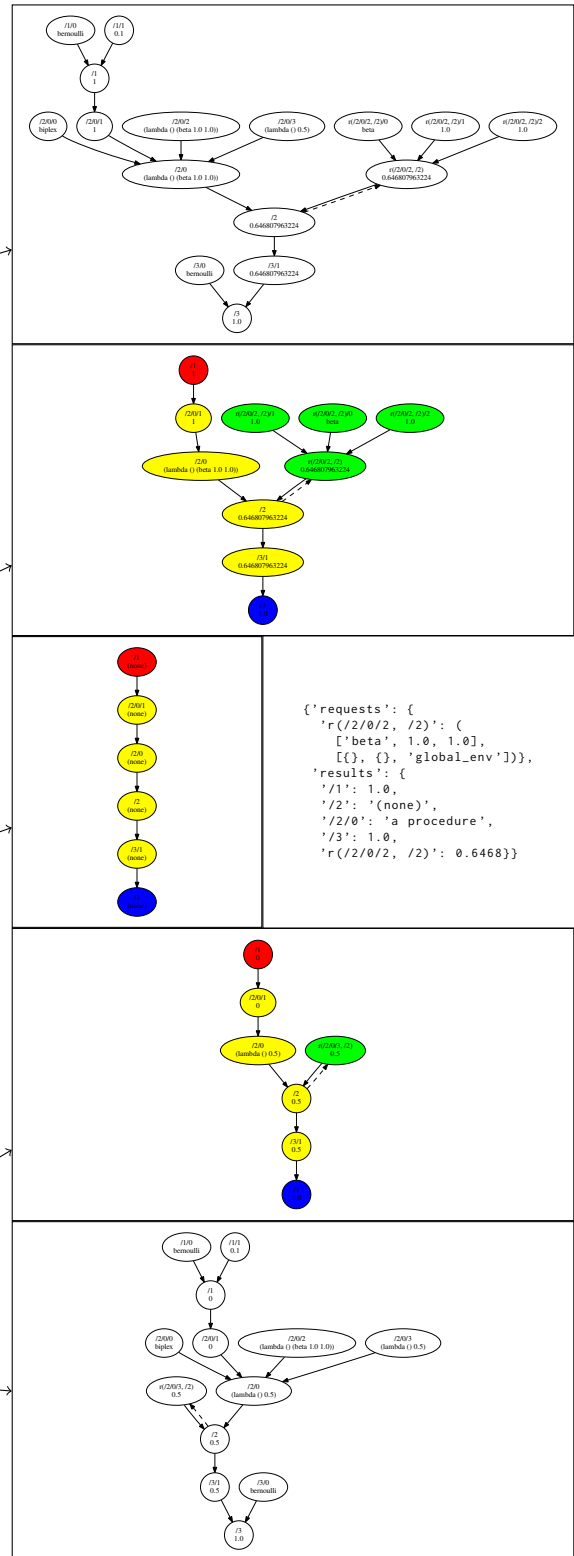 /1/0
bernoulli
/1/1
0.1
/1
1
/2/0/0
biplex
/2/0/1
1
/2/0/2
(lambda () (beta 1.0 1.0))
/2/0/3
(lambda () 0.5)
r(/2/0/2, /2)/0
beta
r(/2/0/2, /2)/1
1.0
r(/2/0/2, /2)/2
1.0
/2/0
(lambda () (beta 1.0 1.0))
r(/2/0/2, /2)
0.646807963224
/2
0.646807963224
/3/0
bernoulli
/3/1
0.646807963224
/3
1.0
/1
1
/2/0/1
1
r(/2/0/2, /2)/1
1.0
r(/2/0/2, /2)/0
beta
r(/2/0/2, /2)/2
1.0
/2/0
(lambda () (beta 1.0 1.0))
r(/2/0/2, /2)
0.646807963224
/2
0.646807963224
/3/1
0.646807963224
/1
(none)
/2/0/1
(none)
/2/0
(none)
/2
(none)
/3/1
(none)
{'requests': {
'r(/2/0/2, /2)': (
['beta', 1.0, 1.0],
[{}, {}, 'global_env'])},
'results': {
'/1': 1.0,
'/2': '(none)',
'/2/0': 'a procedure',
'/3': 1.0,
'r(/2/0/2, /2)': 0.6468}}
/1
0
/2/0/1
0
/2/0
(lambda () 0.5)
r(/2/0/3, /2)
0.5
/2
0.5
/3/1
0.5
/1/0
bernoulli
/1/1
0.1
/1
0
/2/0/0
biplex
/2/0/1
0
/2/0/2
(lambda () (beta 1.0 1.0))
/2/0/3
(lambda () 0.5)
r(/2/0/3, /2)
0.5
/2/0
(lambda () 0.5)
/2
0.5
/3/1
0.5
/3/0
bernoulli
/3
1.0